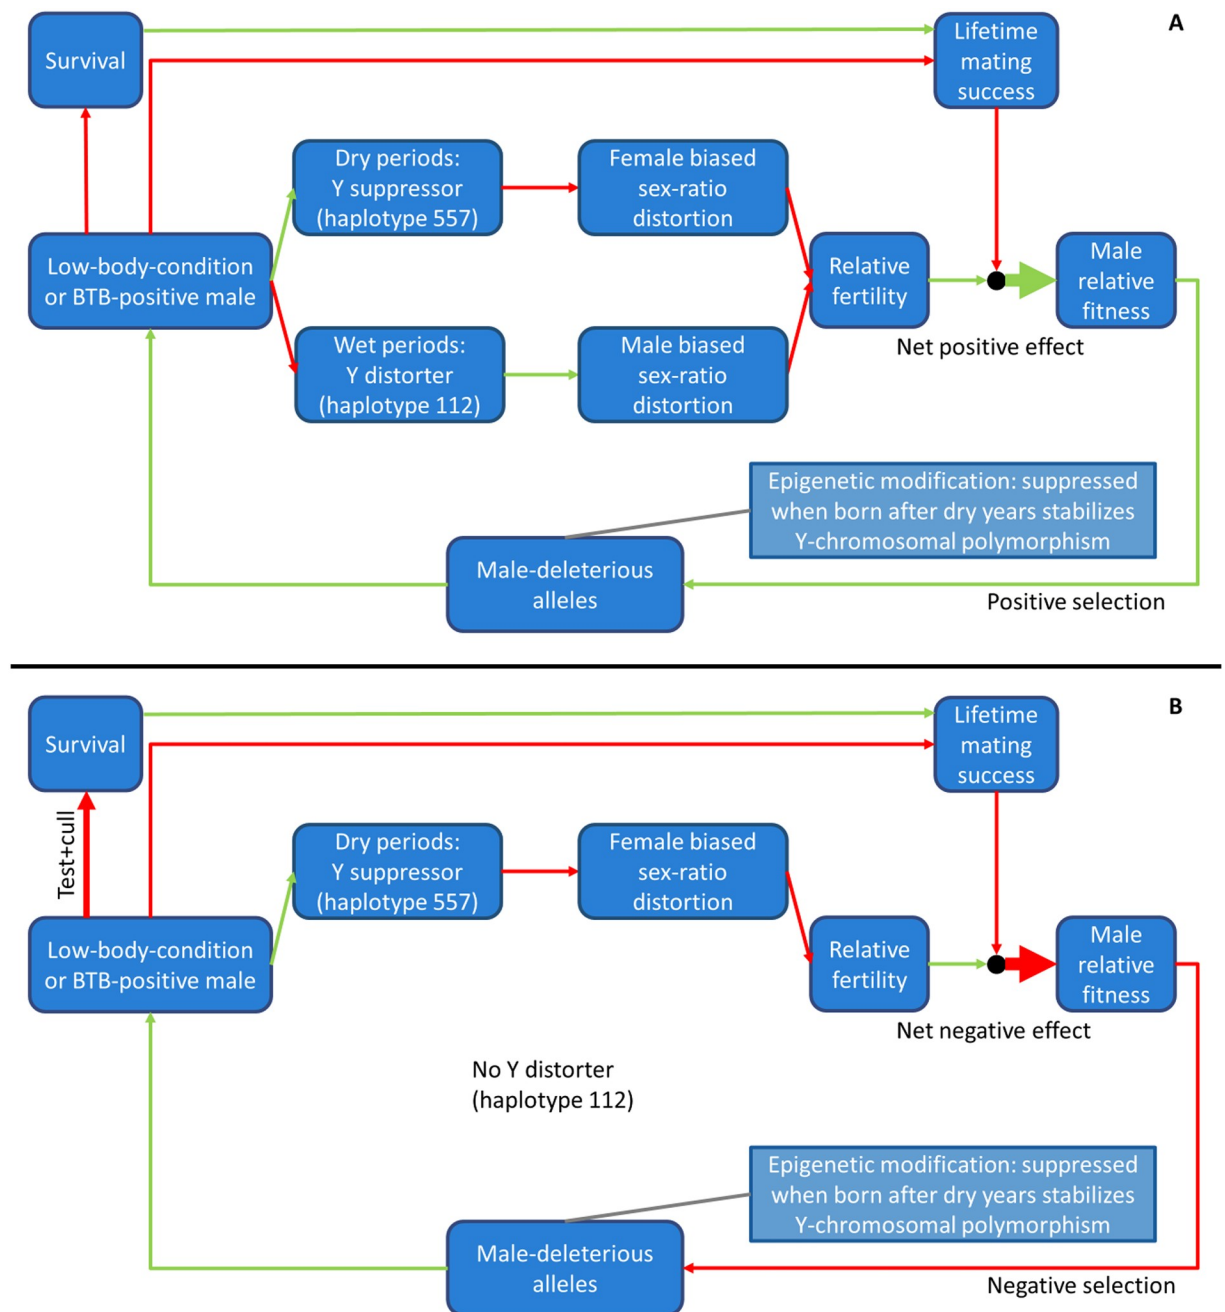 A
Survival
Lifetime
mating
success
Dry periods:
Y suppressor
(haplotype 557)
Female biased
sex-ratio
distortion
Low-body-condition
or BTB-positive male
Relative
fertility
Male
relative
fitness
Net positive effect
Wet periods:
Y distorter
(haplotype 112)
Male biased
sex-ratio
distortion
Epigenetic modification: suppressed
when born after dry years stabilizes
Y-chromosomal polymorphism
Male-deleterious
alleles
Positive selection
B
Survival
Lifetime
mating
success
Test+cull
Dry periods:
Y suppressor
(haplotype 557)
Female biased
sex-ratio
distortion
Low-body-condition
or BTB-positive male
Relative
fertility
Male
relative
fitness
Net negative effect
No Y distorter
(haplotype 112)
Epigenetic modification: suppressed
when born after dry years stabilizes
Y-chromosomal polymorphism
Male-deleterious
alleles
Negative selection